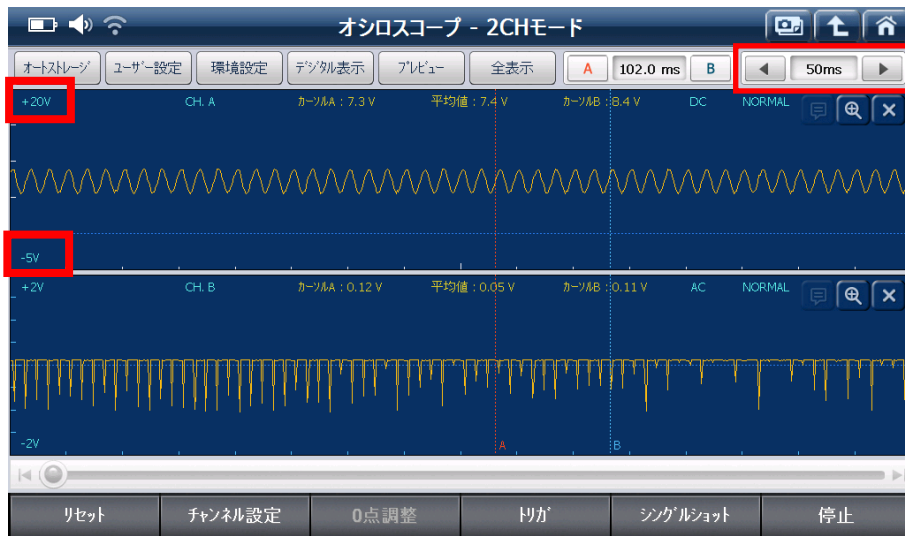 オシロスコープ - 2CHモード
オートストレージ ユーザー設定 環境設定 デジタル表示 プレビュー 全表示 A 102.0 ms B 50ms
+20V CH. A カーソルA : 7.3 V 平均値 : 7.4 V カーソルB : 8.4 V DC NORMAL
-5V
+2V CH. B カーソルA : 0.12 V 平均値 : 0.05 V カーソルB : 0.11 V AC NORMAL
-2V A B
リセット チャンネル設定 0点調整 トリガ シングルショット 停止